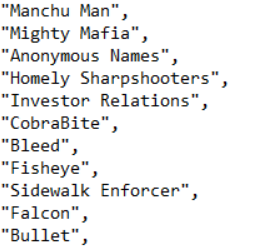 "Manchu Man",
"Mighty Mafia",
"Anonymous Names",
"Homely Sharpshooters",
"Investor Relations",
"CobraBite",
"Bleed",
"Fisheye",
"Sidewalk Enforcer",
"Falcon",
"Bullet",